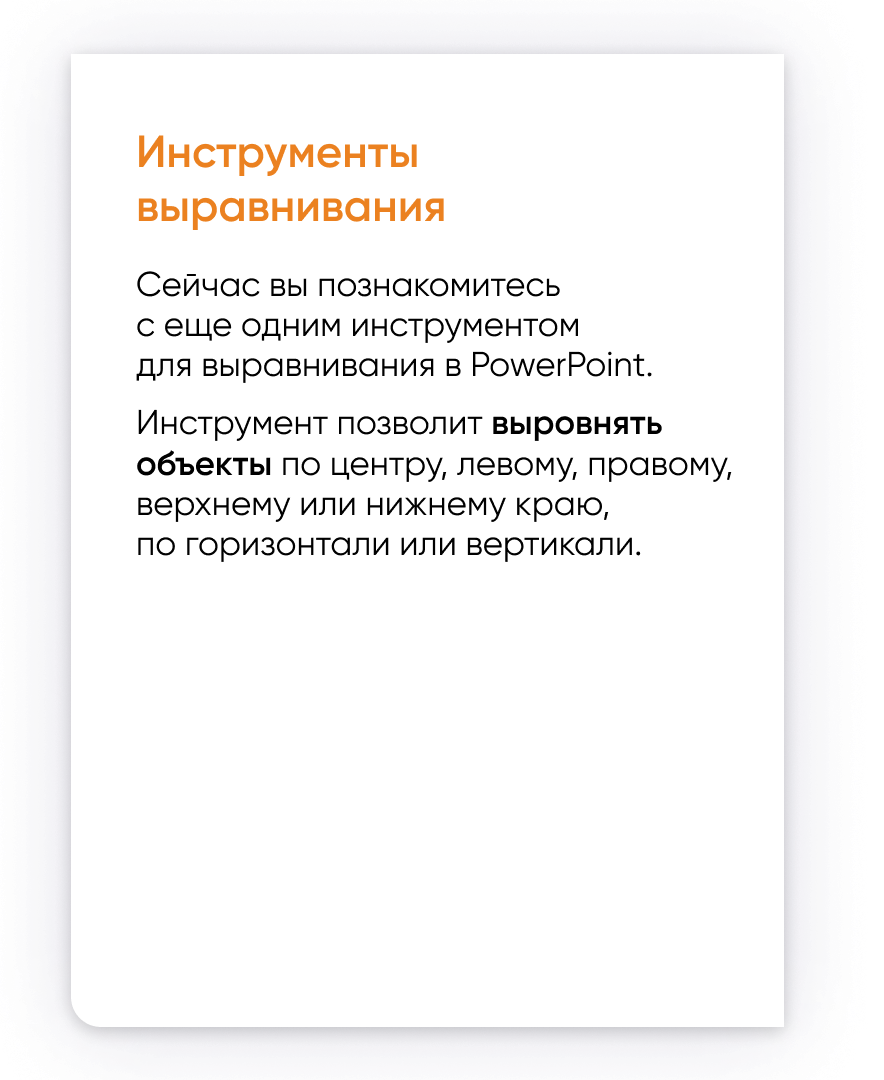 Инструменты
выравнивания
Сейчас вы познакомитесь
с еще одним инструментом
для выравнивания в PowerPoint.
Инструмент позволит выровнять
объекты по центру, левому, правому,
верхнему или нижнему краю,
по горизонтали или вертикали.